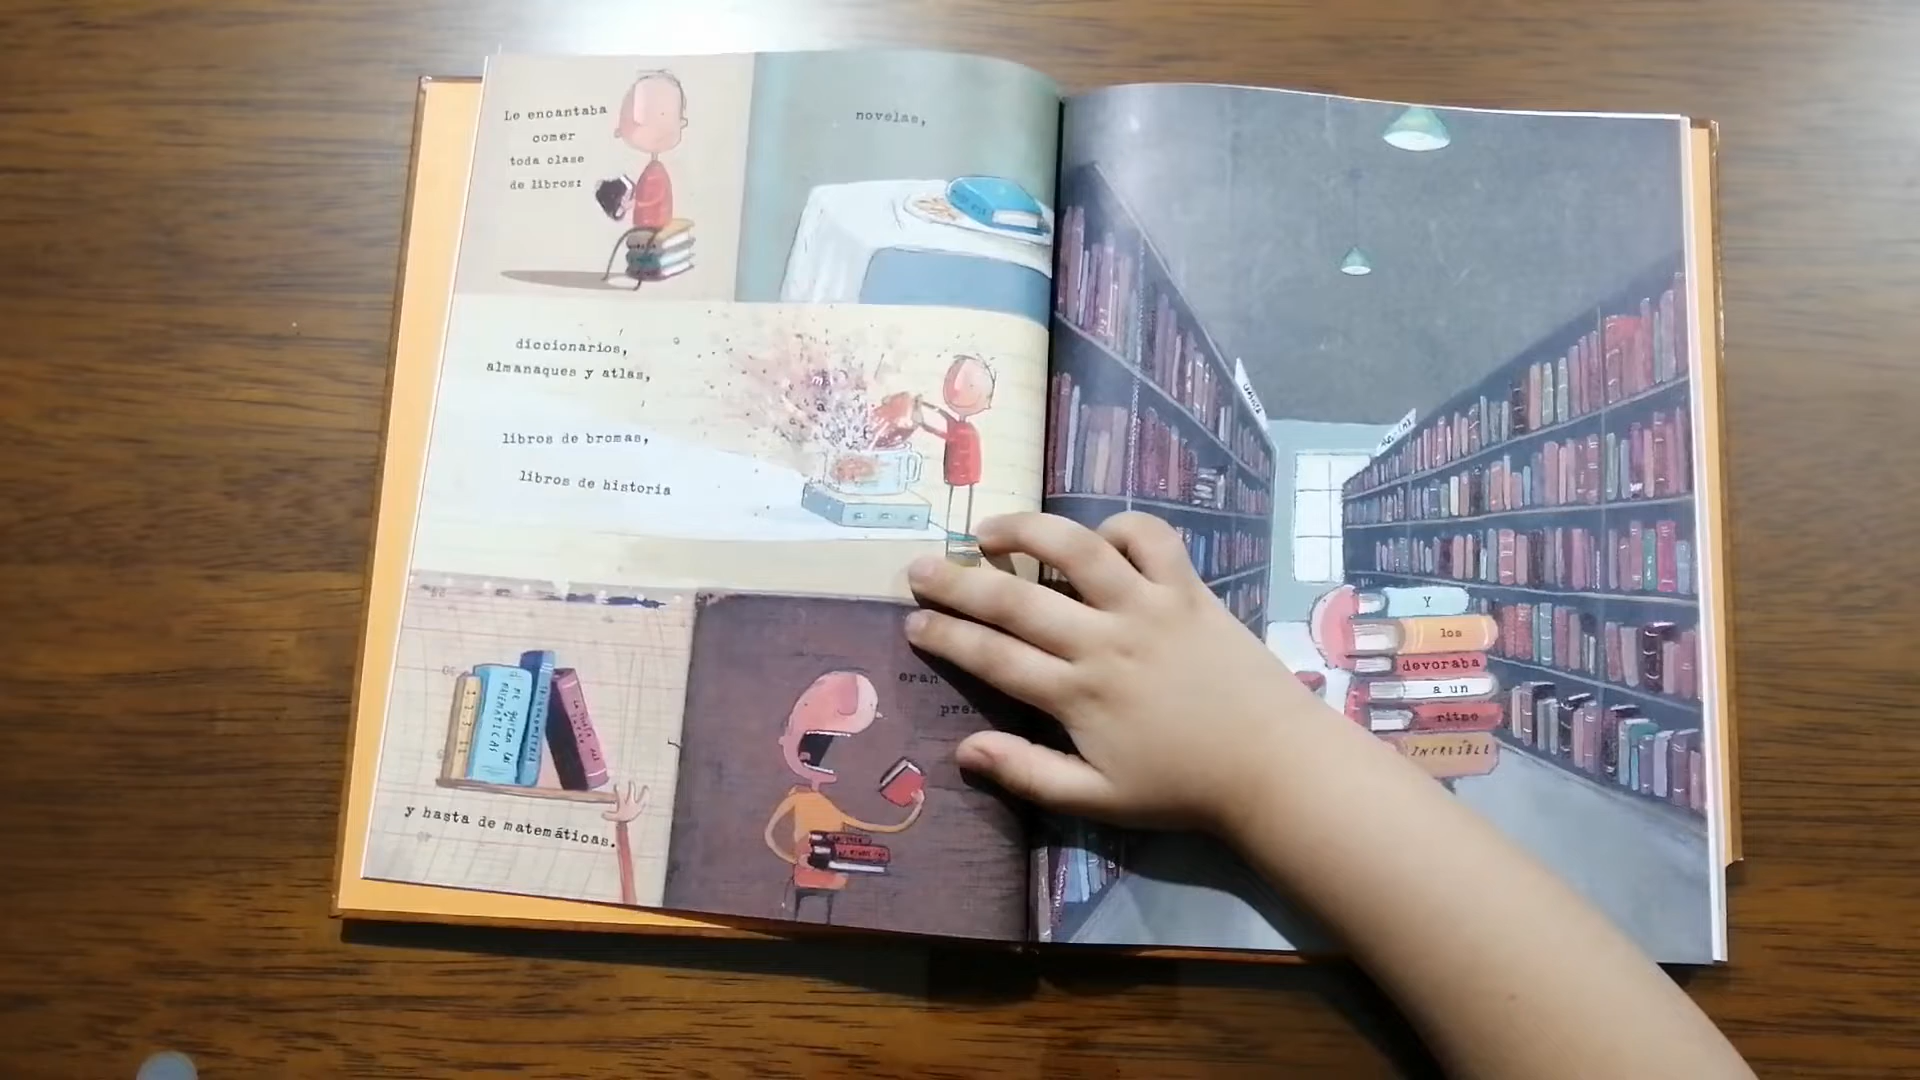 Le encantaba
comer
toda clase
de libros:
novelas,
diccionarios,
almanaques y atlas,
libros de bromas,
libros de historia
y hasta de matemáticas.
eran
Y
los
devoraba
a un
ritmo
INCREÍBLE